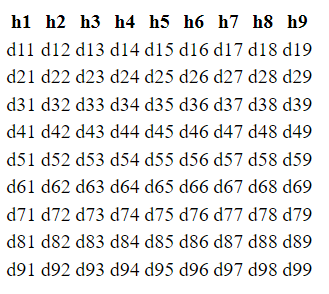 h1 h2 h3 h4 h5 h6 h7 h8 h9
d11 d12 d13 d14 d15 d16 d17 d18 d19
d21 d22 d23 d24 d25 d26 d27 d28 d29
d31 d32 d33 d34 d35 d36 d37 d38 d39
d41 d42 d43 d44 d45 d46 d47 d48 d49
d51 d52 d53 d54 d55 d56 d57 d58 d59
d61 d62 d63 d64 d65 d66 d67 d68 d69
d71 d72 d73 d74 d75 d76 d77 d78 d79
d81 d82 d83 d84 d85 d86 d87 d88 d89
d91 d92 d93 d94 d95 d96 d97 d98 d99